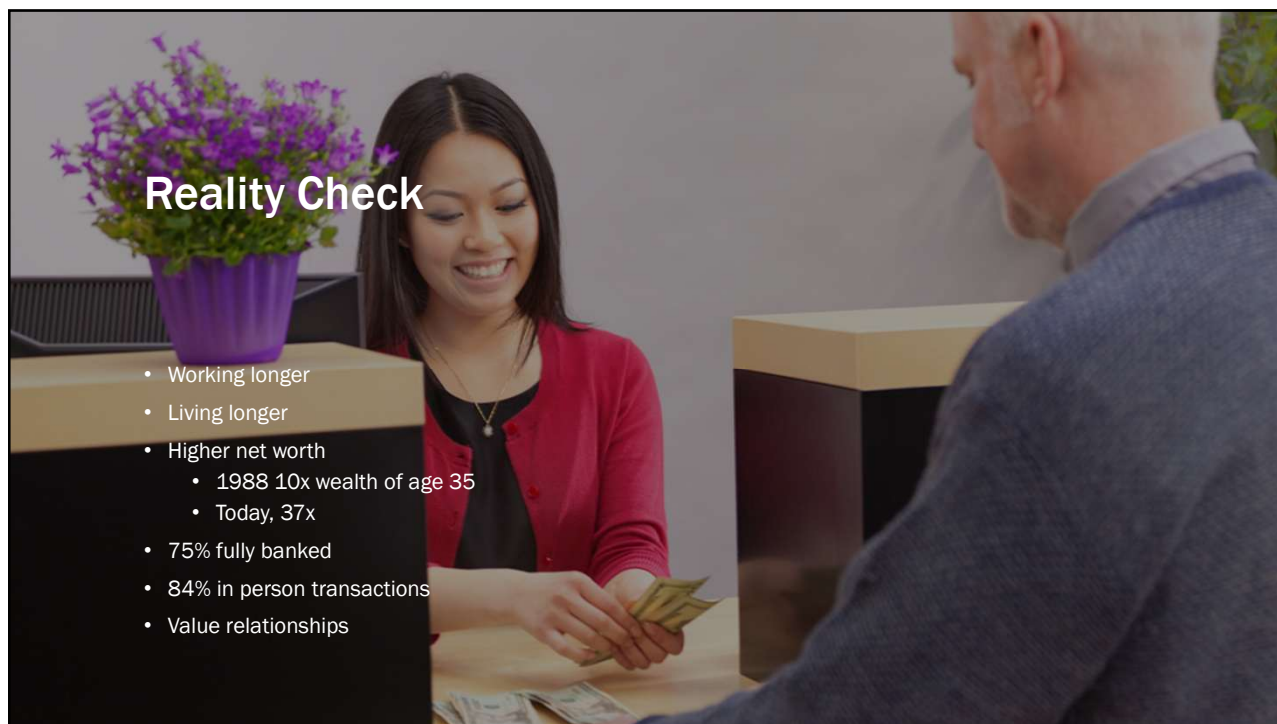 Reality Check
• Working longer
• Living longer
• Higher net worth
• 1988 10x wealth of age 35
• Today, 37x
• 75% fully banked
• 84% in person transactions
• Value relationships